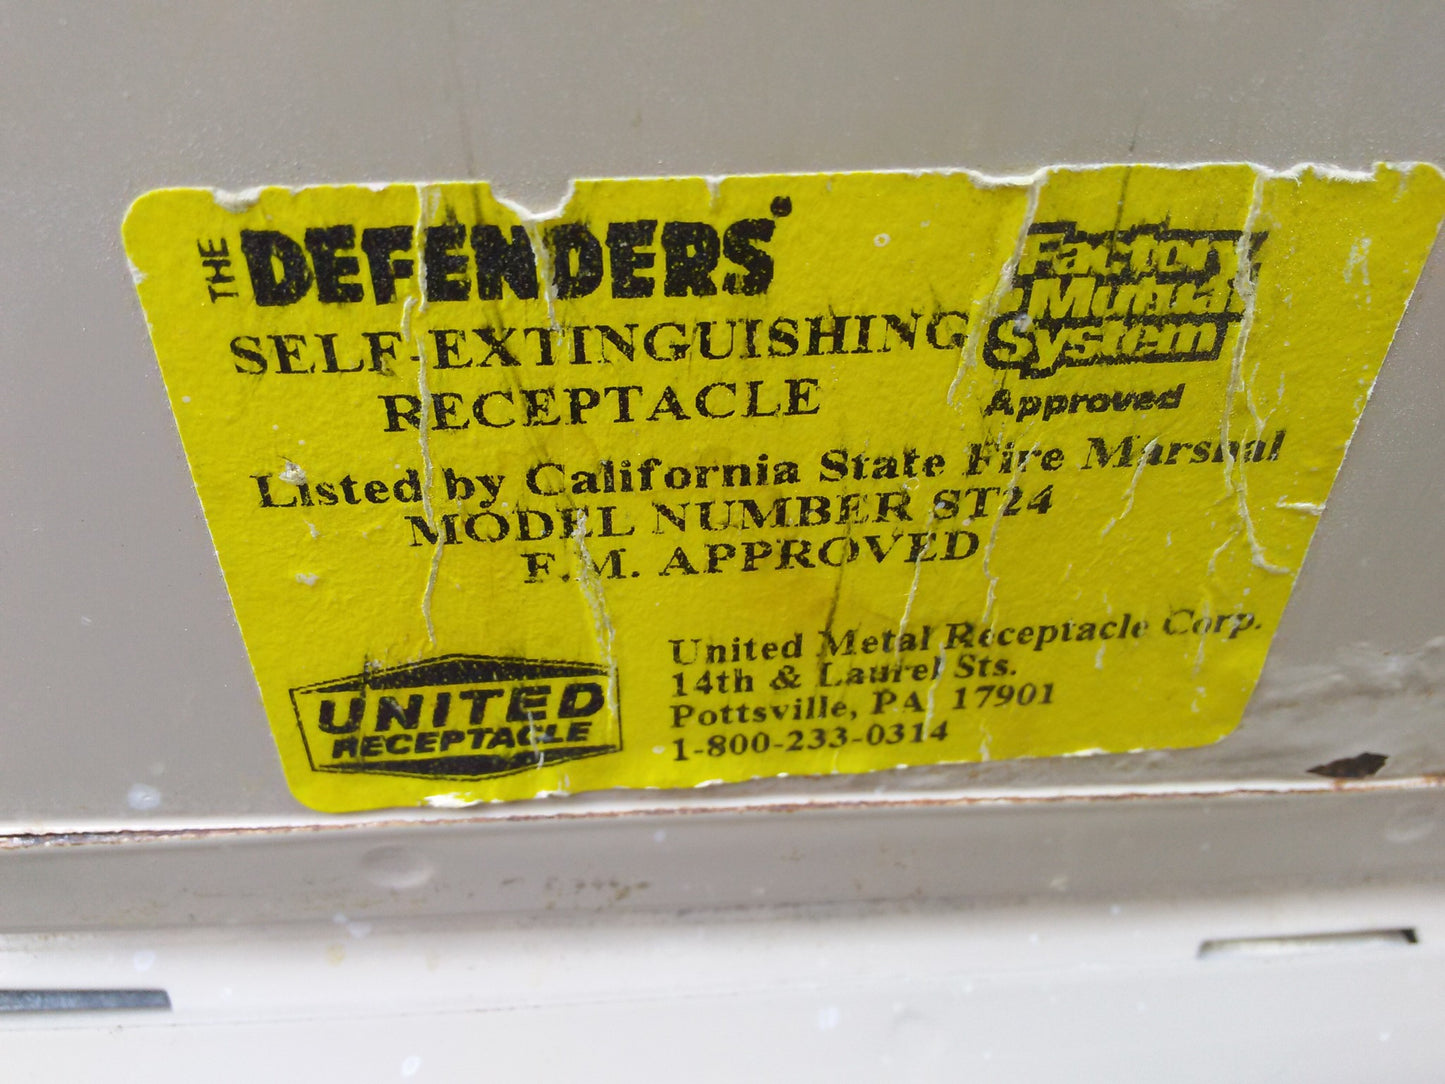 THE DEFENDERS
SELF-EXTINGUISHING
RECEPTACLE
Factory
Mutual
System
Approved
Listed by California State Fire Marshal
MODEL NUMBER ST24
F.M. APPROVED
UNITED
RECEPTACLE
United Metal Receptacle Corp.
14th & Laurel Sts.
Pottsville, PA 17901
1-800-233-0314